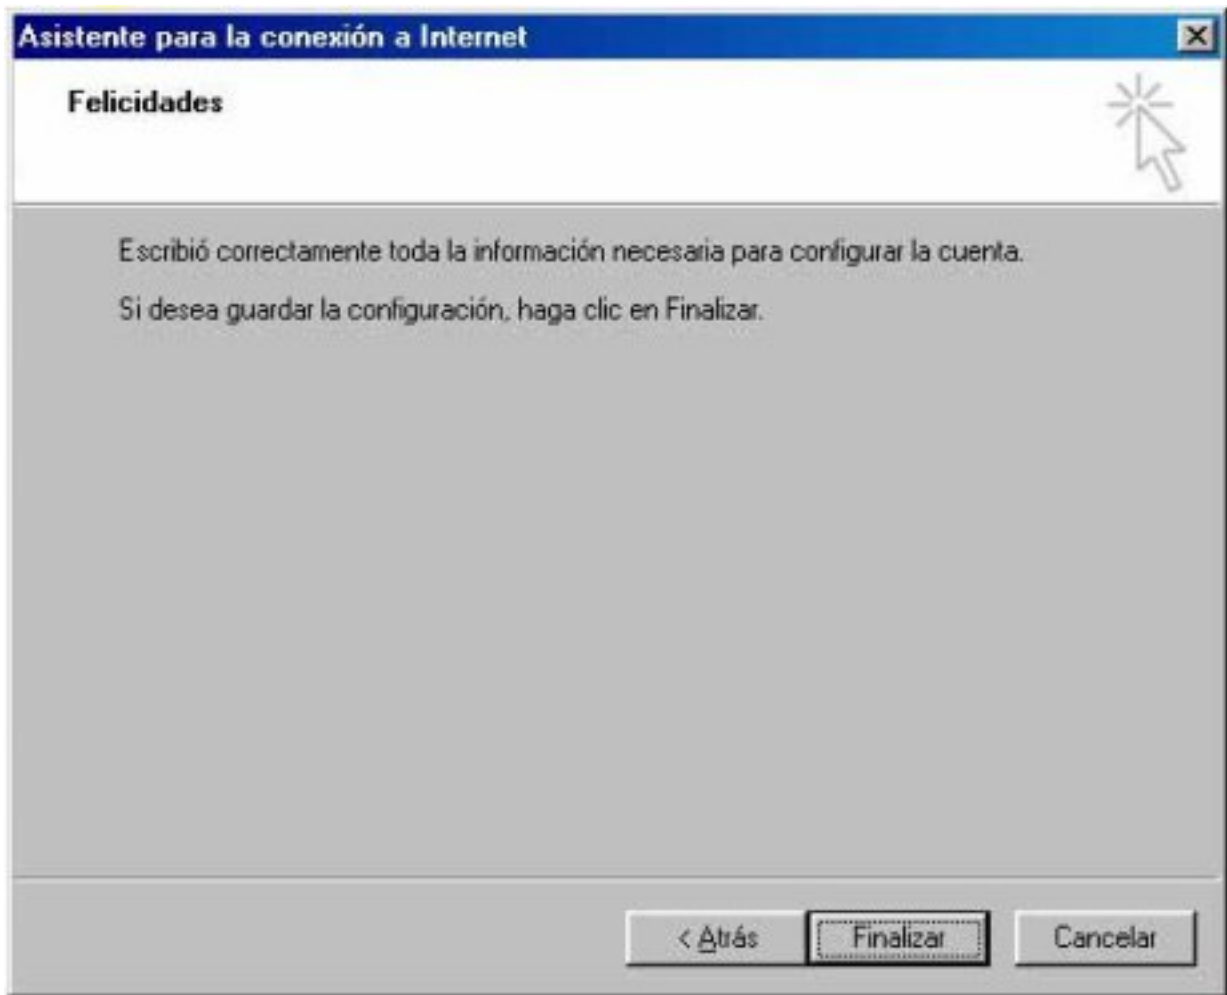 Asistente para la conexión a Internet
Felicidades
Escribió correctamente toda la información necesaria para configurar la cuenta.
Si desea guardar la configuración, haga clic en Finalizar.
< Atrás
Finalizar
Cancelar